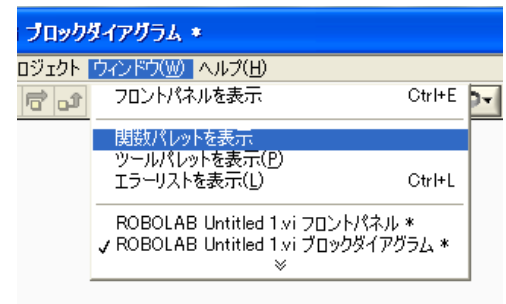 ブロックダイアグラム *
ロジェクト ウィンドウ(W) ヘルプ(H)
フロントパネルを表示 Ctrl+E
関数パレットを表示
ツールパレットを表示(P)
エラーリストを表示(L) Ctrl+L
ROBOLAB Untitled 1.vi フロントパネル *
✓ ROBOLAB Untitled 1.vi ブロックダイアグラム *